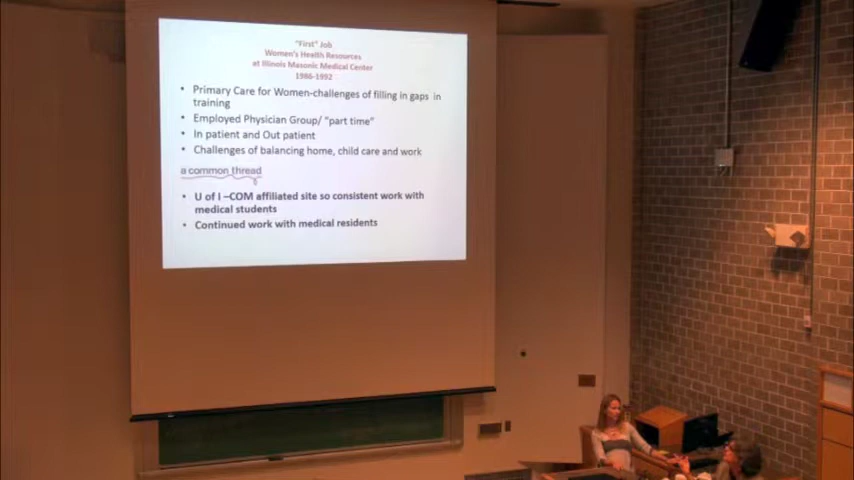 "First" Job
Women's Health Resources
at Illinois Masonic Medical Center
1986-1992
• Primary Care for Women-challenges of filling in gaps in
training
• Employed Physician Group/ "part time"
• In patient and Out patient
• Challenges of balancing home, child care and work
a common thread
• U of I –COM affiliated site so consistent work with
medical students
• Continued work with medical residents